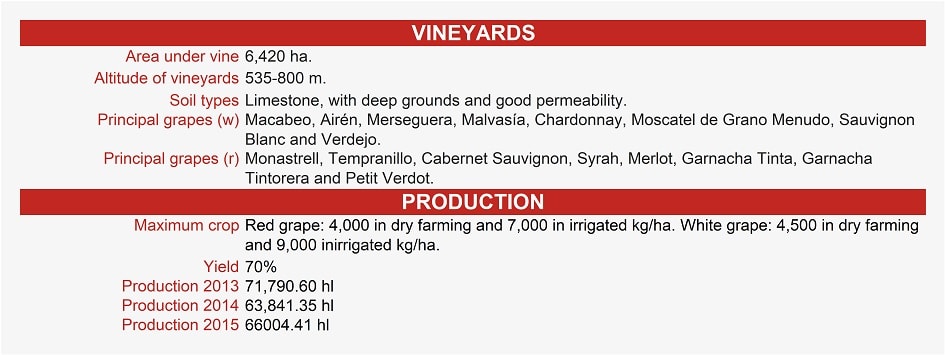 VINEYARDS
Area under vine 6,420 ha.
Altitude of vineyards 535-800 m.
Soil types Limestone, with deep grounds and good permeability.
Principal grapes (w) Macabeo, Airén, Merseguera, Malvasía, Chardonnay, Moscatel de Grano Menudo, Sauvignon
Blanc and Verdejo.
Principal grapes (r) Monastrell, Tempranillo, Cabernet Sauvignon, Syrah, Merlot, Garnacha Tinta, Garnacha
Tintorera and Petit Verdot.
PRODUCTION
Maximum crop Red grape: 4,000 in dry farming and 7,000 in irrigated kg/ha. White grape: 4,500 in dry farming
and 9,000 inirrigated kg/ha.
Yield 70%
Production 2013 71,790.60 hl
Production 2014 63,841.35 hl
Production 2015 66004.41 hl